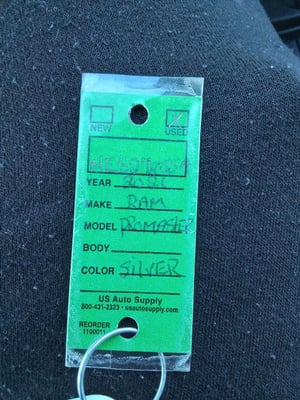 NEW USED
YEAR
MAKE RAM
MODEL PROMASTER
BODY
COLOR SILVER
US Auto Supply
800-431-2323 • usautosupply.com
REORDER
1100011